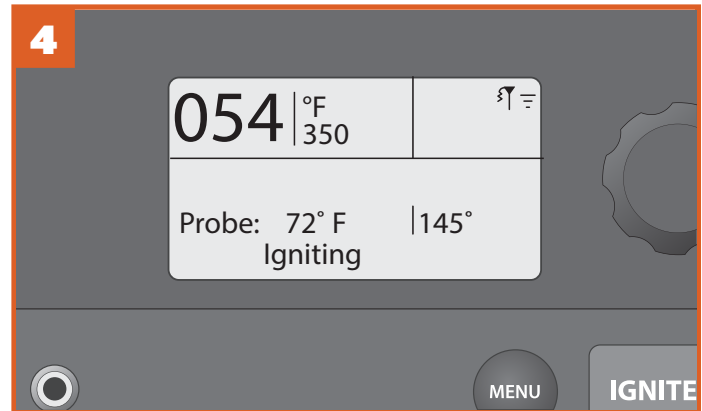 4
054 °F
350
Probe: 72° F 145°
Igniting
MENU
IGNITE